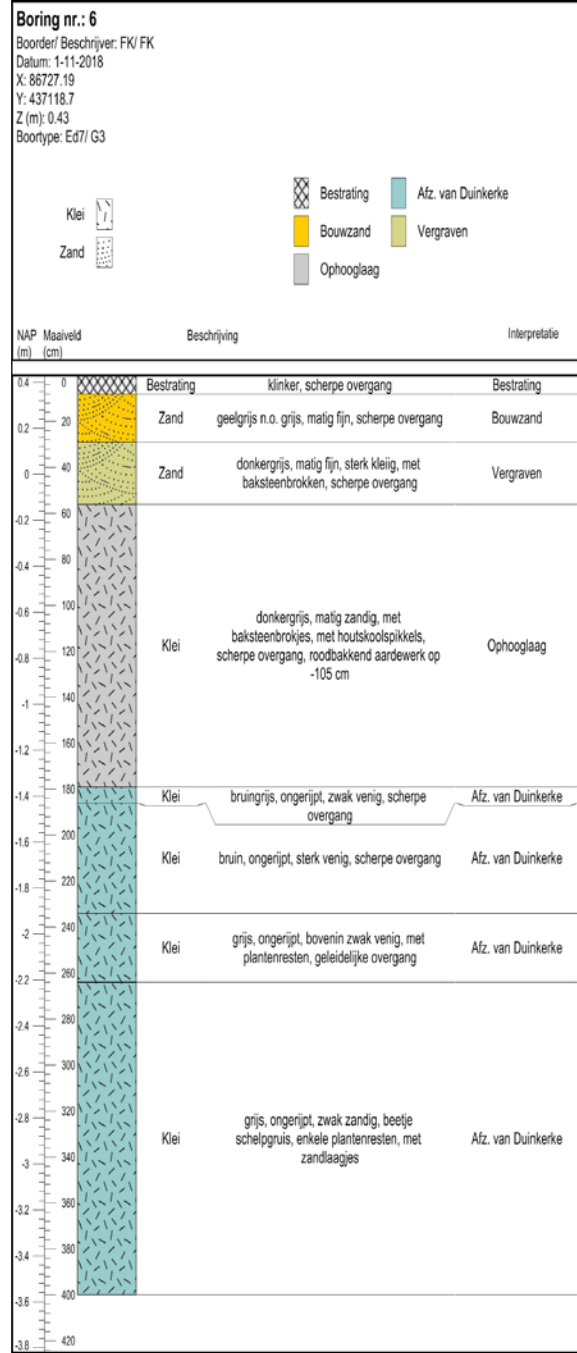 Boring nr.: 6
Boorder/ Beschrijver: FK/ FK
Datum: 1-11-2018
X: 86727.19
Y: 437118.7
Z (m): 0.43
Boortype: Ed7/ G3
Klei
Zand
Bestrating
Bouwzand
Ophooglaag
Afz. van Duinkerke
Vergraven
NAP Maaiveld Beschrijving Interpretatie
(m) (cm)
0.4 0 Bestrating klinker, scherpe overgang Bestrating
20 Zand geelgrijs n.o. grijs, matig fijn, scherpe overgang Bouwzand
0.2
40 donkergrijs, matig fijn, sterk kleiig, met
0 Zand baksteenbrokken, scherpe overgang Vergraven
60
-0.2
80
-0.4
100
-0.6
donkergrijs, matig zandig, met
baksteenbrokjes, met houtskoolspikkels,
120 Klei scherpe overgang, roodbakkend aardewerk op Ophooglaag
-105 cm
-0.8
140
-1
160
-1.2
180 Klei bruingrijs, ongerijpt, zwak venig, scherpe Afz. van Duinkerke
overgang
-1.4
200
-1.6 Klei bruin, ongerijpt, sterk venig, scherpe overgang Afz. van Duinkerke
220
-1.8
240
-2 grijs, ongerijpt, bovenin zwak venig, met
Klei plantenresten, geleidelijke overgang Afz. van Duinkerke
260
-2.2
280
-2.4
300
-2.6
320
-2.8 grijs, ongerijpt, zwak zandig, beetje
Klei schelpgruis, enkele plantenresten, met Afz. van Duinkerke
zandlaagjes
340
-3
360
-3.2
380
-3.4
400
-3.6
420
-3.8